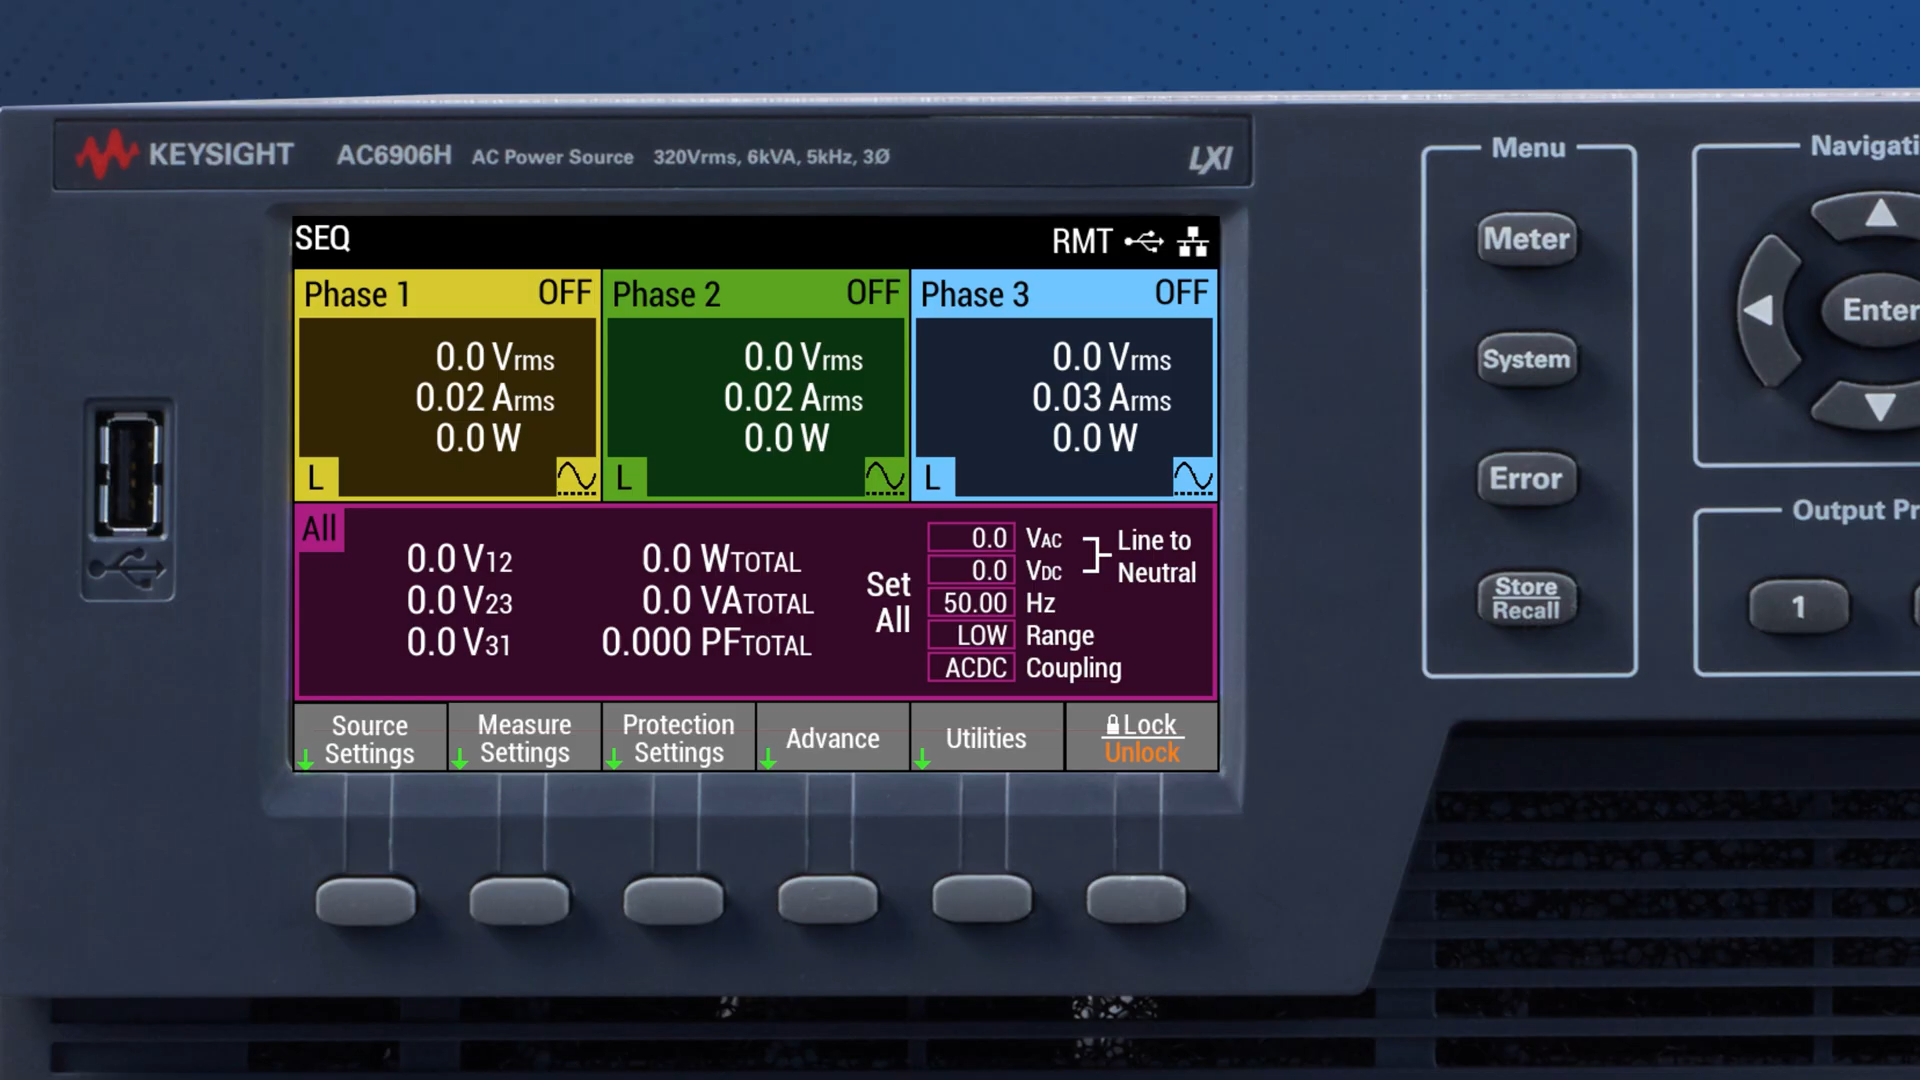 KEYSIGHT AC6906H AC Power Source 320Vrms, 6kVA, 5kHz, 3Ø LXI
SEQ RMT
Phase 1 OFF
0.0 Vrms
0.02 Arms
0.0 W
L
Phase 2 OFF
0.0 Vrms
0.02 Arms
0.0 W
L
Phase 3 OFF
0.0 Vrms
0.03 Arms
0.0 W
L
All
0.0 V12
0.0 V23
0.0 V31
0.0 WTOTAL
0.0 VATOTAL
0.000 PFTOTAL
Set
All
0.0 VAC
0.0 VDC
Line to
Neutral
50.00 Hz
LOW Range
ACDC Coupling
Source
Settings
Measure
Settings
Protection
Settings
Advance
Utilities
Lock
Unlock
Menu
Meter
System
Error
Store
Recall
Navigati
Enter
Output Pr
1